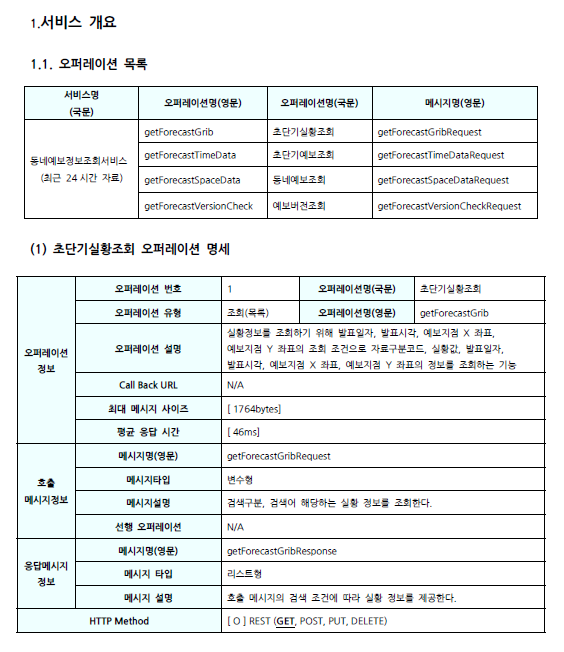 1.서비스 개요
1.1. 오퍼레이션 목록
서비스명
(국문)
오퍼레이션명(영문)
오퍼레이션명(국문)
메시지명(영문)
동네예보정보조회서비스
(최근 24시간 자료)
getForecastGrib
초단기실황조회
getForecastGribRequest
getForecastTimeData
초단기예보조회
getForecastTimeDataRequest
getForecastSpaceData
동네예보조회
getForecastSpaceDataRequest
getForecastVersionCheck
예보버전조회
getForecastVersionCheckRequest
(1) 초단기실황조회 오퍼레이션 명세
오퍼레이션
정보
오퍼레이션 번호
1
오퍼레이션명(국문)
초단기실황조회
오퍼레이션 유형
조회(목록)
오퍼레이션명(영문)
getForecastGrib
오퍼레이션 설명
실황정보를 조회하기 위해 발표일자, 발표시각, 예보지점 X 좌표,
예보지점 Y 좌표의 조회 조건으로 자료구분코드, 실황값, 발표일자,
발표시각, 예보지점 X 좌표, 예보지점 Y 좌표의 정보를 조회하는 기능
Call Back URL
N/A
최대 메시지 사이즈
[ 1764bytes]
평균 응답 시간
[ 46ms]
호출
메시지정보
메시지명(영문)
getForecastGribRequest
메시지타입
변수형
메시지설명
검색구분, 검색어 해당하는 실황 정보를 조회한다.
선행 오퍼레이션
N/A
응답메시지
정보
메시지명(영문)
getForecastGribResponse
메시지 타입
리스트형
메시지 설명
호출 메시지의 검색 조건에 따라 실황 정보를 제공한다.
HTTP Method
[ O ] REST (GET, POST, PUT, DELETE)